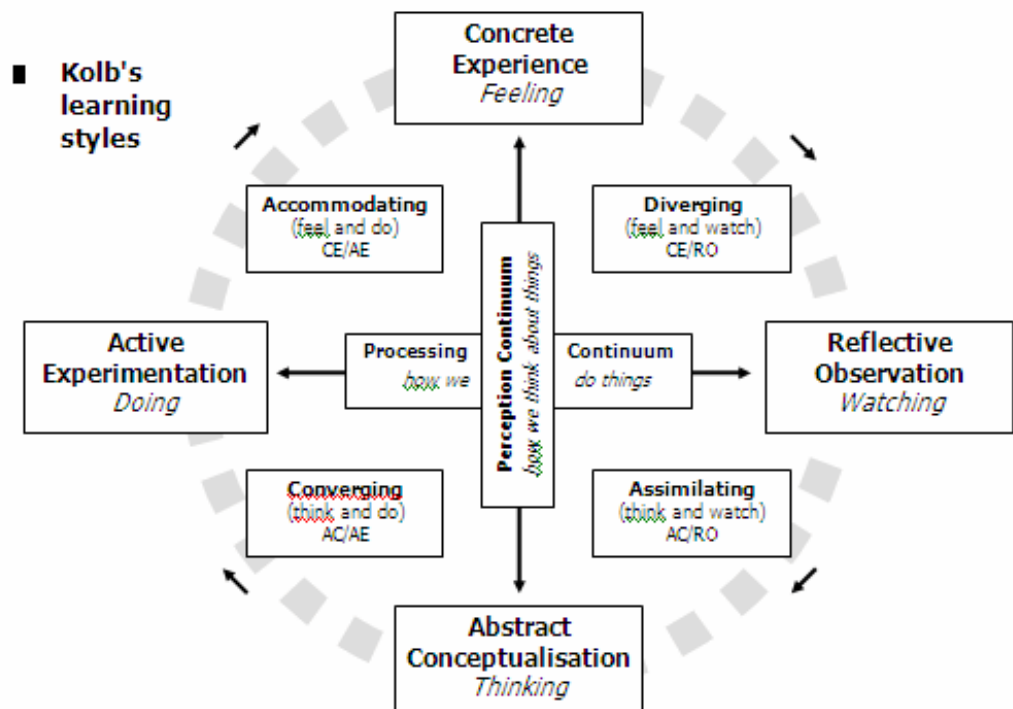 ■ Kolb's
learning
styles
Concrete
Experience
Feeling
Accommodating
(feel and do)
CE/AE
Diverging
(feel and watch)
CE/RO
Active
Experimentation
Doing
Processing
how we
Perception Continuum
how we think about things
Continuum
do things
Reflective
Observation
Watching
Converging
(think and do)
AC/AE
Assimilating
(think and watch)
AC/RO
Abstract
Conceptualisation
Thinking